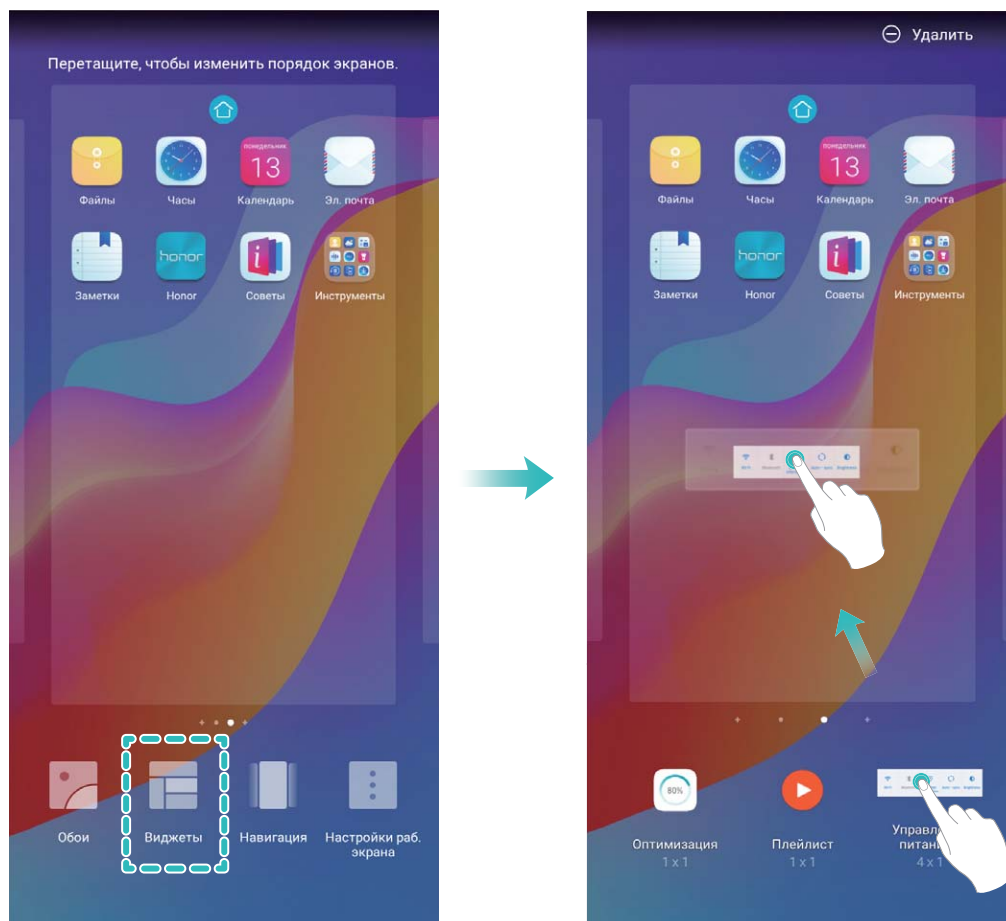 Перетащите, чтобы изменить порядок экранов.
понедельник
13
Файлы
Часы
Календарь
Эл. почта
honor
i
Заметки
Honor
Советы
Инструменты
Обои
Виджеты
Навигация
Настройки раб.
экрана
Удалить
понедельник
13
Файлы
Часы
Календарь
Эл. почта
honor
i
Заметки
Honor
Советы
Инструменты
80%
Оптимизация
1 x 1
Плейлист
1 x 1
Управл
питан
4 x 1